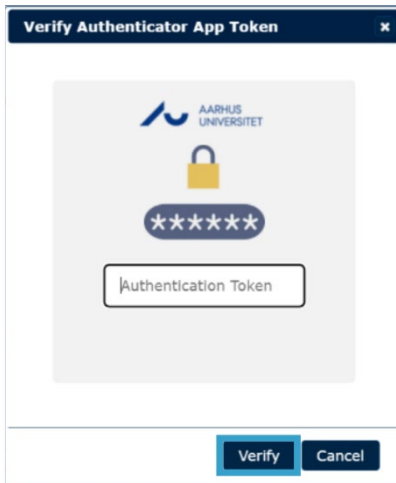 Verify Authenticator App Token
×
AARHUS
UNIVERSITET
******
Authentication Token
Verify
Cancel